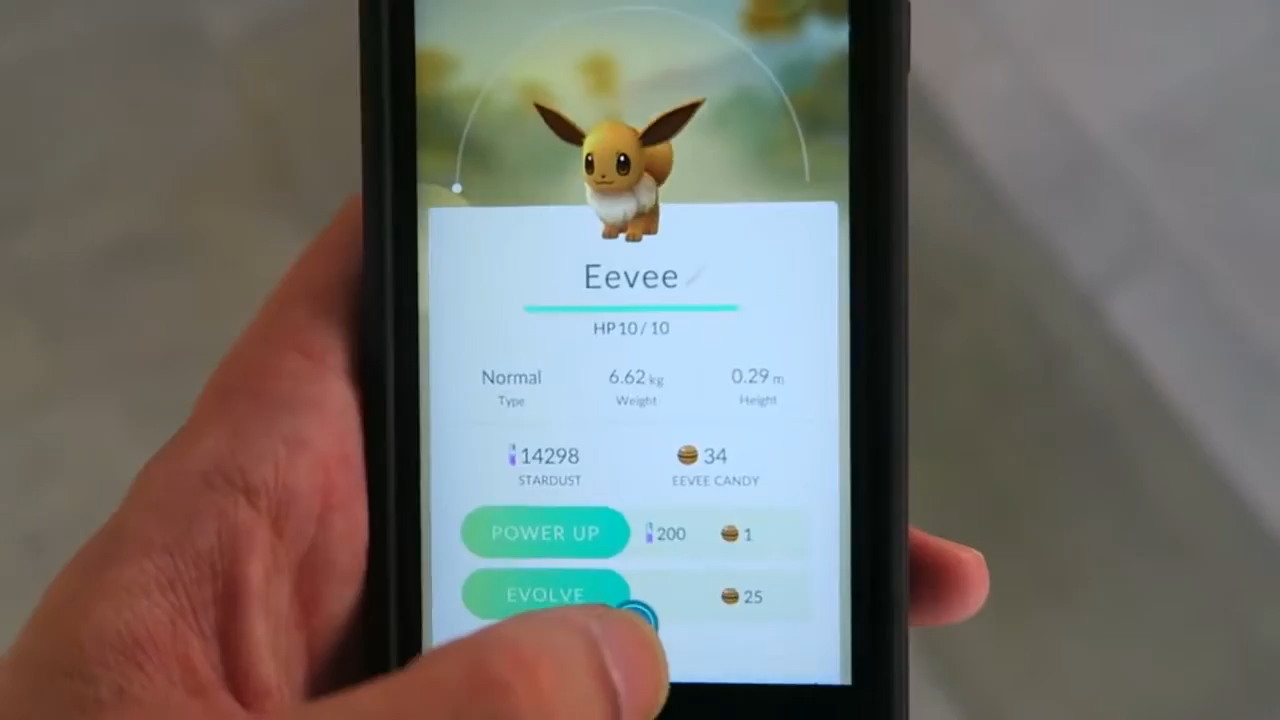 Eevee
HP 10 / 10
Normal 6.62 kg 0.29 m
Type Weight Height
14298 34
STARDUST EEVEE CANDY
POWER UP 200 1
EVOLVE 25